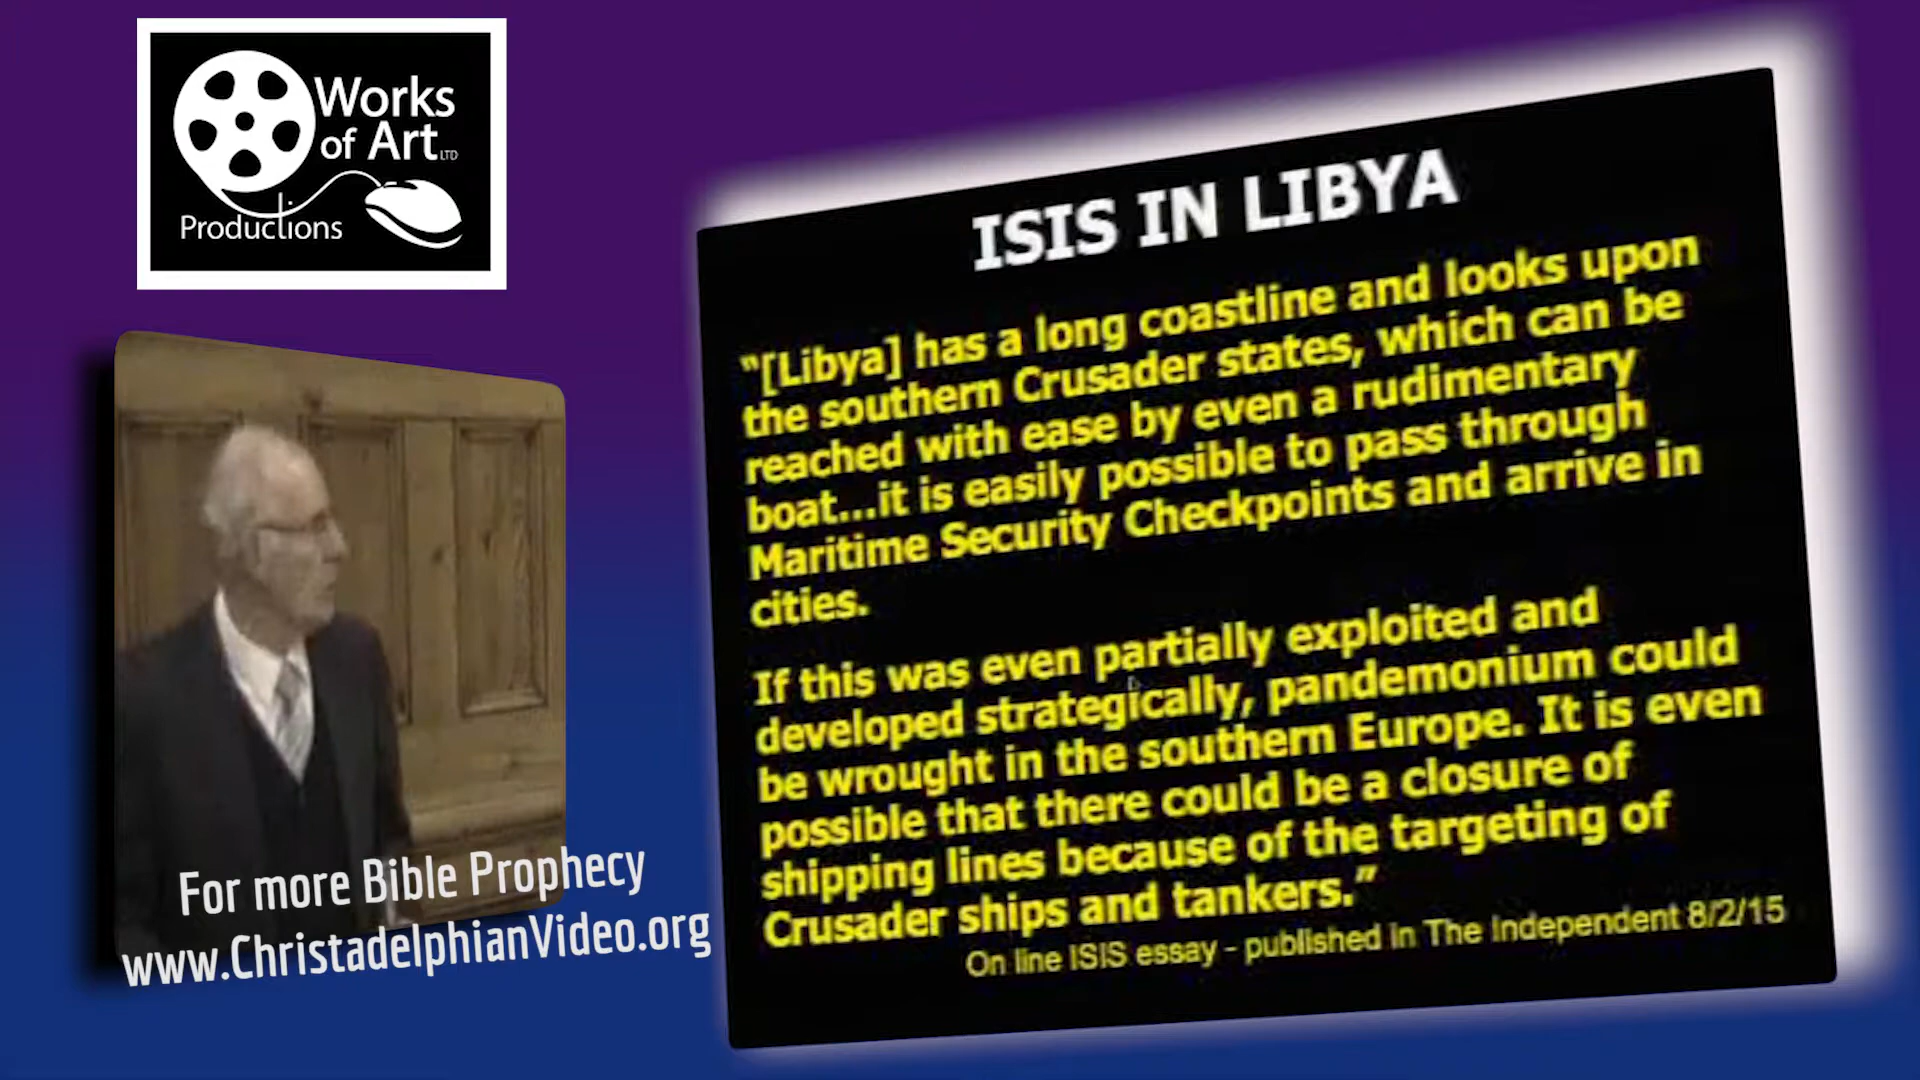 Works
of Art LTD
Productions
ISIS IN LIBYA
"[Libya] has a long coastline and looks upon
the southern Crusader states, which can be
reached with ease by even a rudimentary
boat...it is easily possible to pass through
Maritime Security Checkpoints and arrive in
cities.
If this was even partially exploited and
developed strategically, pandemonium could
be wrought in the southern Europe. It is even
possible that there could be a closure of
shipping lines because of the targeting of
Crusader ships and tankers."
On line ISIS essay - published in The Independent 8/2/15
For more Bible Prophecy
www.ChristadelphianVideo.org